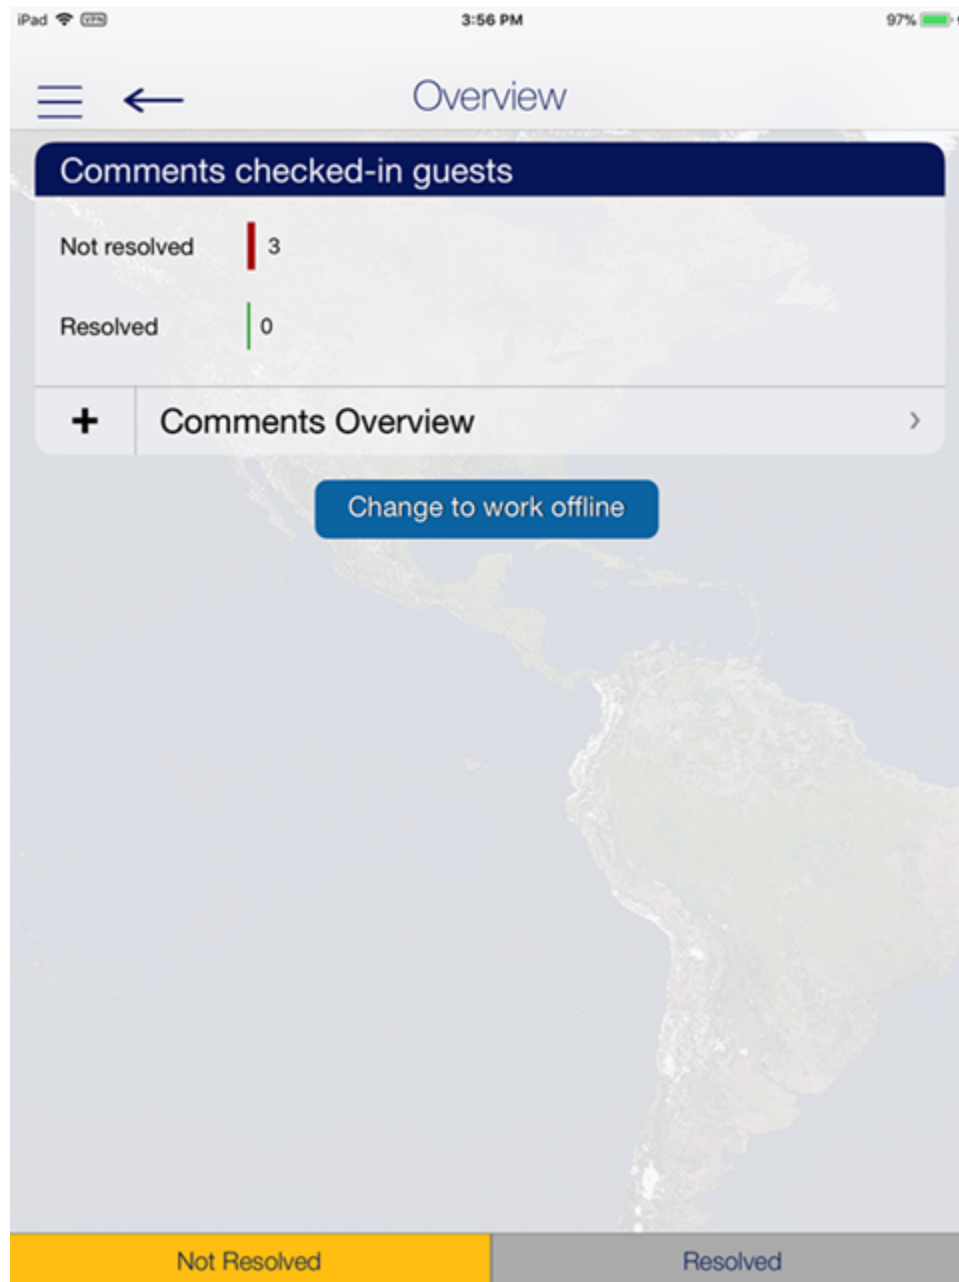 iPad VPN 3:56 PM 97%
Overview
Comments checked-in guests
Not resolved 3
Resolved 0
+ Comments Overview >
Change to work offline
Not Resolved Resolved